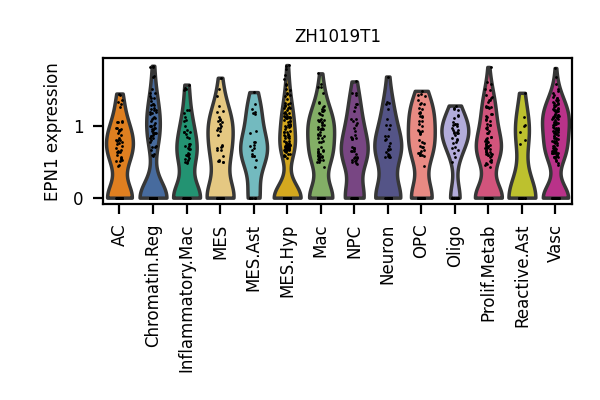 ZH1019T1
EPN1 expression
1
0
AC
Chromatin.Reg
Inflammatory.Mac
MES
MES.Ast
MES.Hyp
Mac
NPC
Neuron
OPC
Oligo
Prolif.Metab
Reactive.Ast
Vasc